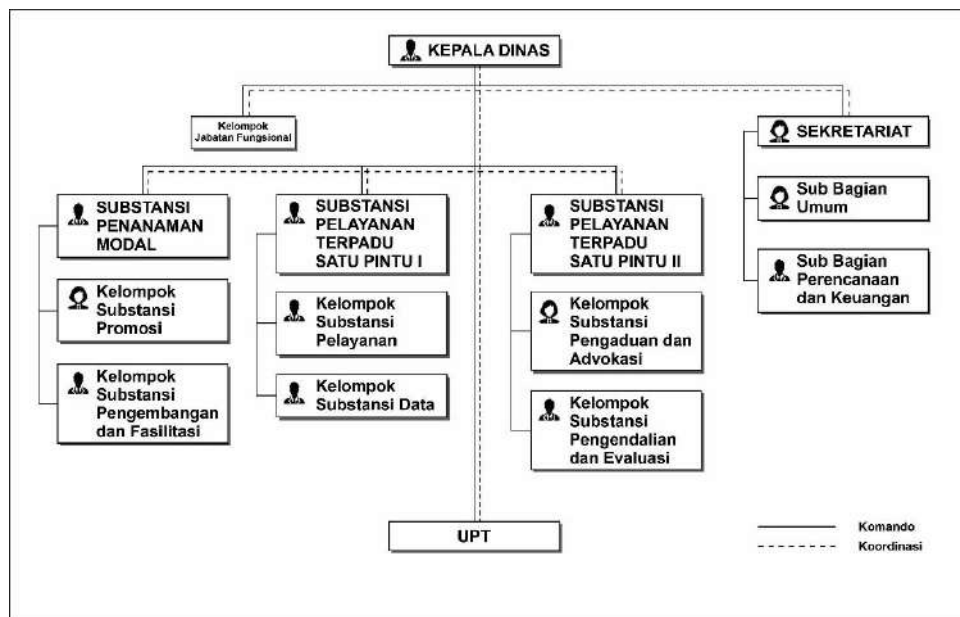 KEPALA DINAS
Kelompok
Jabatan Fungsional
SEKRETARIAT
Sub Bagian
Umum
Sub Bagian
Perencanaan
dan Keuangan
SUBSTANSI
PENANAMAN
MODAL
Kelompok
Substansi
Promosi
Kelompok
Substansi
Pengembangan
dan Fasilitasi
SUBSTANSI
PELAYANAN
TERPADU
SATU PINTU I
Kelompok
Substansi
Pelayanan
Kelompok
Substansi Data
SUBSTANSI
PELAYANAN
TERPADU
SATU PINTU II
Kelompok
Substansi
Pengaduan dan
Advokasi
Kelompok
Substansi
Pengendalian
dan Evaluasi
UPT
Komando
Koordinasi